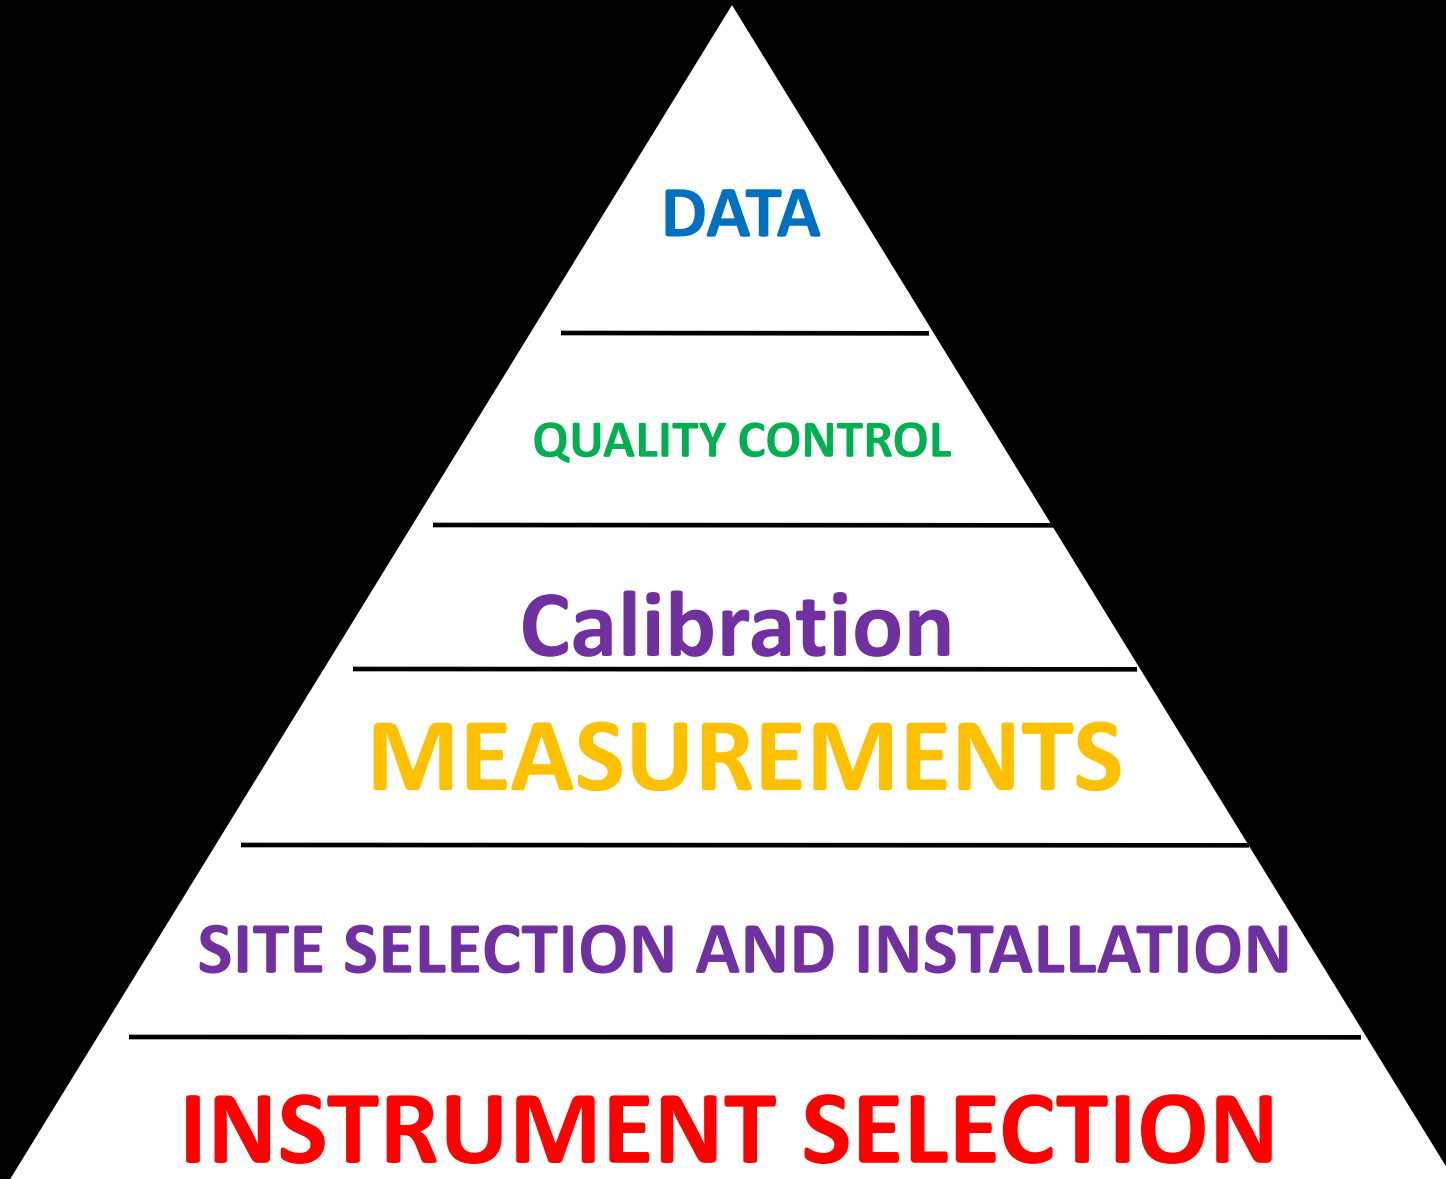 DATA
QUALITY CONTROL
Calibration
MEASUREMENTS
SITE SELECTION AND INSTALLATION
INSTRUMENT SELECTION